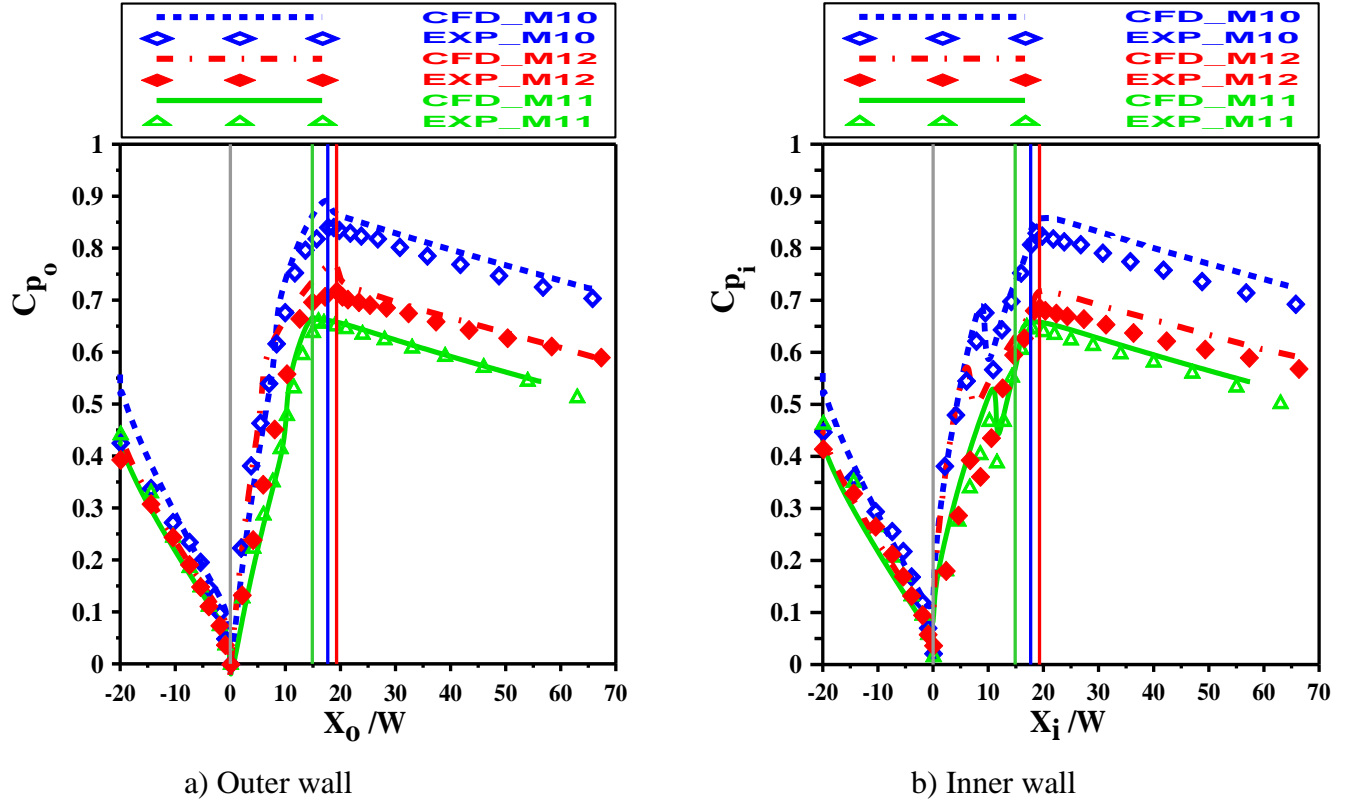 CFD_M10
EXP_M10
CFD_M12
EXP_M12
CFD_M11
EXP_M11
1
0.9
0.8
0.7
0.6
0.5
0.4
0.3
0.2
0.1
0
Cp_o
-20 -10 0 10 20 30 40 50 60 70
X_o /W
a) Outer wall
CFD_M10
EXP_M10
CFD_M12
EXP_M12
CFD_M11
EXP_M11
1
0.9
0.8
0.7
0.6
0.5
0.4
0.3
0.2
0.1
0
Cp_i
-20 -10 0 10 20 30 40 50 60 70
X_i /W
b) Inner wall